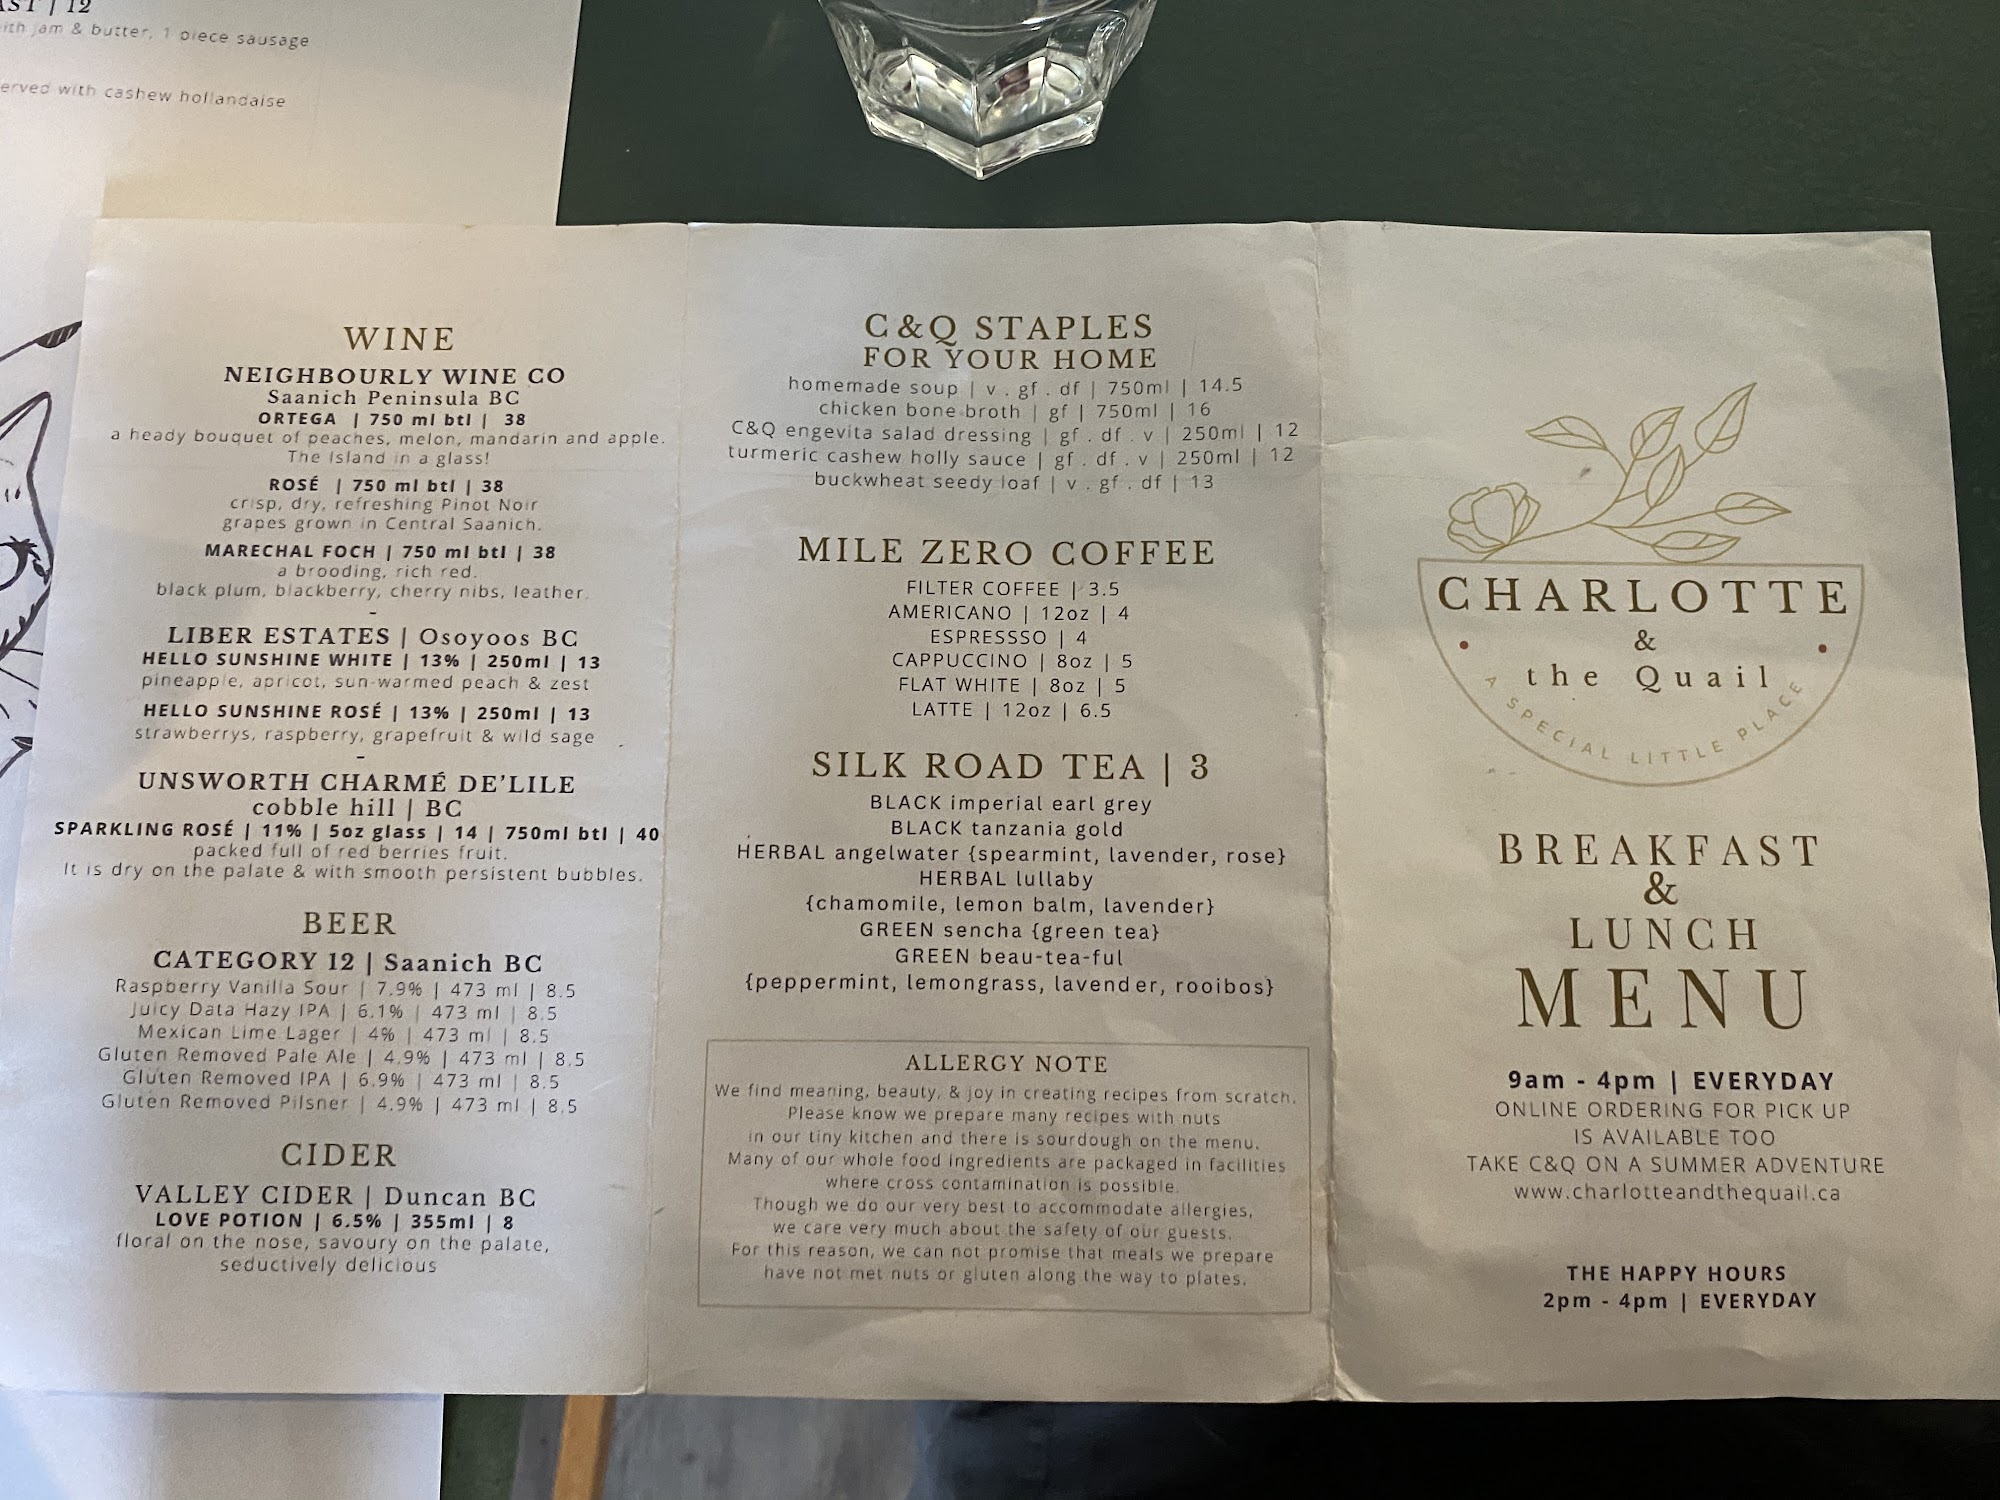 AST | 12
ith jam & butter, 1 piece sausage
erved with cashew hollandaise
WINE
NEIGHBOURLY WINE CO
Saanich Peninsula BC
ORTEGA | 750 ml btl | 38
a heady bouquet of peaches, melon, mandarin and apple.
The Island in a glass!
ROSÉ | 750 ml btl | 38
crisp, dry, refreshing Pinot Noir
grapes grown in Central Saanich.
MARECHAL FOCH | 750 ml btl | 38
a brooding, rich red.
black plum, blackberry, cherry nibs, leather.
-
LIBER ESTATES | Osoyoos BC
HELLO SUNSHINE WHITE | 13% | 250ml | 13
pineapple, apricot, sun-warmed peach & zest
HELLO SUNSHINE ROSÉ | 13% | 250ml | 13
strawberrys, raspberry, grapefruit & wild sage
-
UNSWORTH CHARMÉ DE'LILE
cobble hill | BC
SPARKLING ROSÉ | 11% | 5oz glass | 14 | 750ml btl | 40
packed full of red berries fruit.
It is dry on the palate & with smooth persistent bubbles.
BEER
CATEGORY 12 | Saanich BC
Raspberry Vanilla Sour | 7.9% | 473 ml | 8.5
Juicy Data Hazy IPA | 6.1% | 473 ml | 8.5
Mexican Lime Lager | 4% | 473 ml | 8.5
Gluten Removed Pale Ale | 4.9% | 473 ml | 8.5
Gluten Removed IPA | 6.9% | 473 ml | 8.5
Gluten Removed Pilsner | 4.9% | 473 ml | 8.5
CIDER
VALLEY CIDER | Duncan BC
LOVE POTION | 6.5% | 355ml | 8
floral on the nose, savoury on the palate,
seductively delicious
C&Q STAPLES
FOR YOUR HOME
homemade soup | v . gf . df | 750ml | 14.5
chicken bone broth | gf | 750ml | 16
C&Q engevita salad dressing | gf . df . v | 250ml | 12
turmeric cashew holly sauce | gf . df . v | 250ml | 12
buckwheat seedy loaf | v . gf . df | 13
MILE ZERO COFFEE
FILTER COFFEE | 3.5
AMERICANO | 12oz | 4
ESPRESSSO | 4
CAPPUCCINO | 8oz | 5
FLAT WHITE | 8oz | 5
LATTE | 12oz | 6.5
SILK ROAD TEA | 3
BLACK imperial earl grey
BLACK tanzania gold
HERBAL angelwater {spearmint, lavender, rose}
HERBAL lullaby
{chamomile, lemon balm, lavender}
GREEN sencha {green tea}
GREEN beau-tea-ful
{peppermint, lemongrass, lavender, rooibos}
ALLERGY NOTE
We find meaning, beauty, & joy in creating recipes from scratch.
Please know we prepare many recipes with nuts
in our tiny kitchen and there is sourdough on the menu.
Many of our whole food ingredients are packaged in facilities
where cross contamination is possible.
Though we do our very best to accommodate allergies,
we care very much about the safety of our guests.
For this reason, we can not promise that meals we prepare
have not met nuts or gluten along the way to plates.
CHARLOTTE
&
the Quail
A SPECIAL LITTLE PLACE
BREAKFAST
&
LUNCH
MENU
9am - 4pm | EVERYDAY
ONLINE ORDERING FOR PICK UP
IS AVAILABLE TOO
TAKE C&Q ON A SUMMER ADVENTURE
www.charlotteandthequail.ca
THE HAPPY HOURS
2pm - 4pm | EVERYDAY